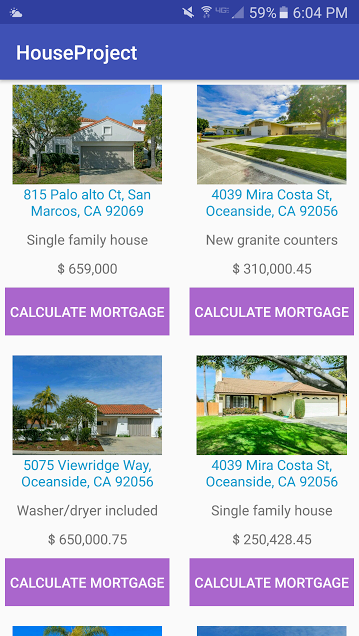 59% 6:04 PM
HouseProject
815 Palo alto Ct, San
Marcos, CA 92069
Single family house
$ 659,000
CALCULATE MORTGAGE
4039 Mira Costa St,
Oceanside, CA 92056
New granite counters
$ 310,000.45
CALCULATE MORTGAGE
5075 Viewridge Way,
Oceanside, CA 92056
Washer/dryer included
$ 650,000.75
CALCULATE MORTGAGE
4039 Mira Costa St,
Oceanside, CA 92056
Single family house
$ 250,428.45
CALCULATE MORTGAGE